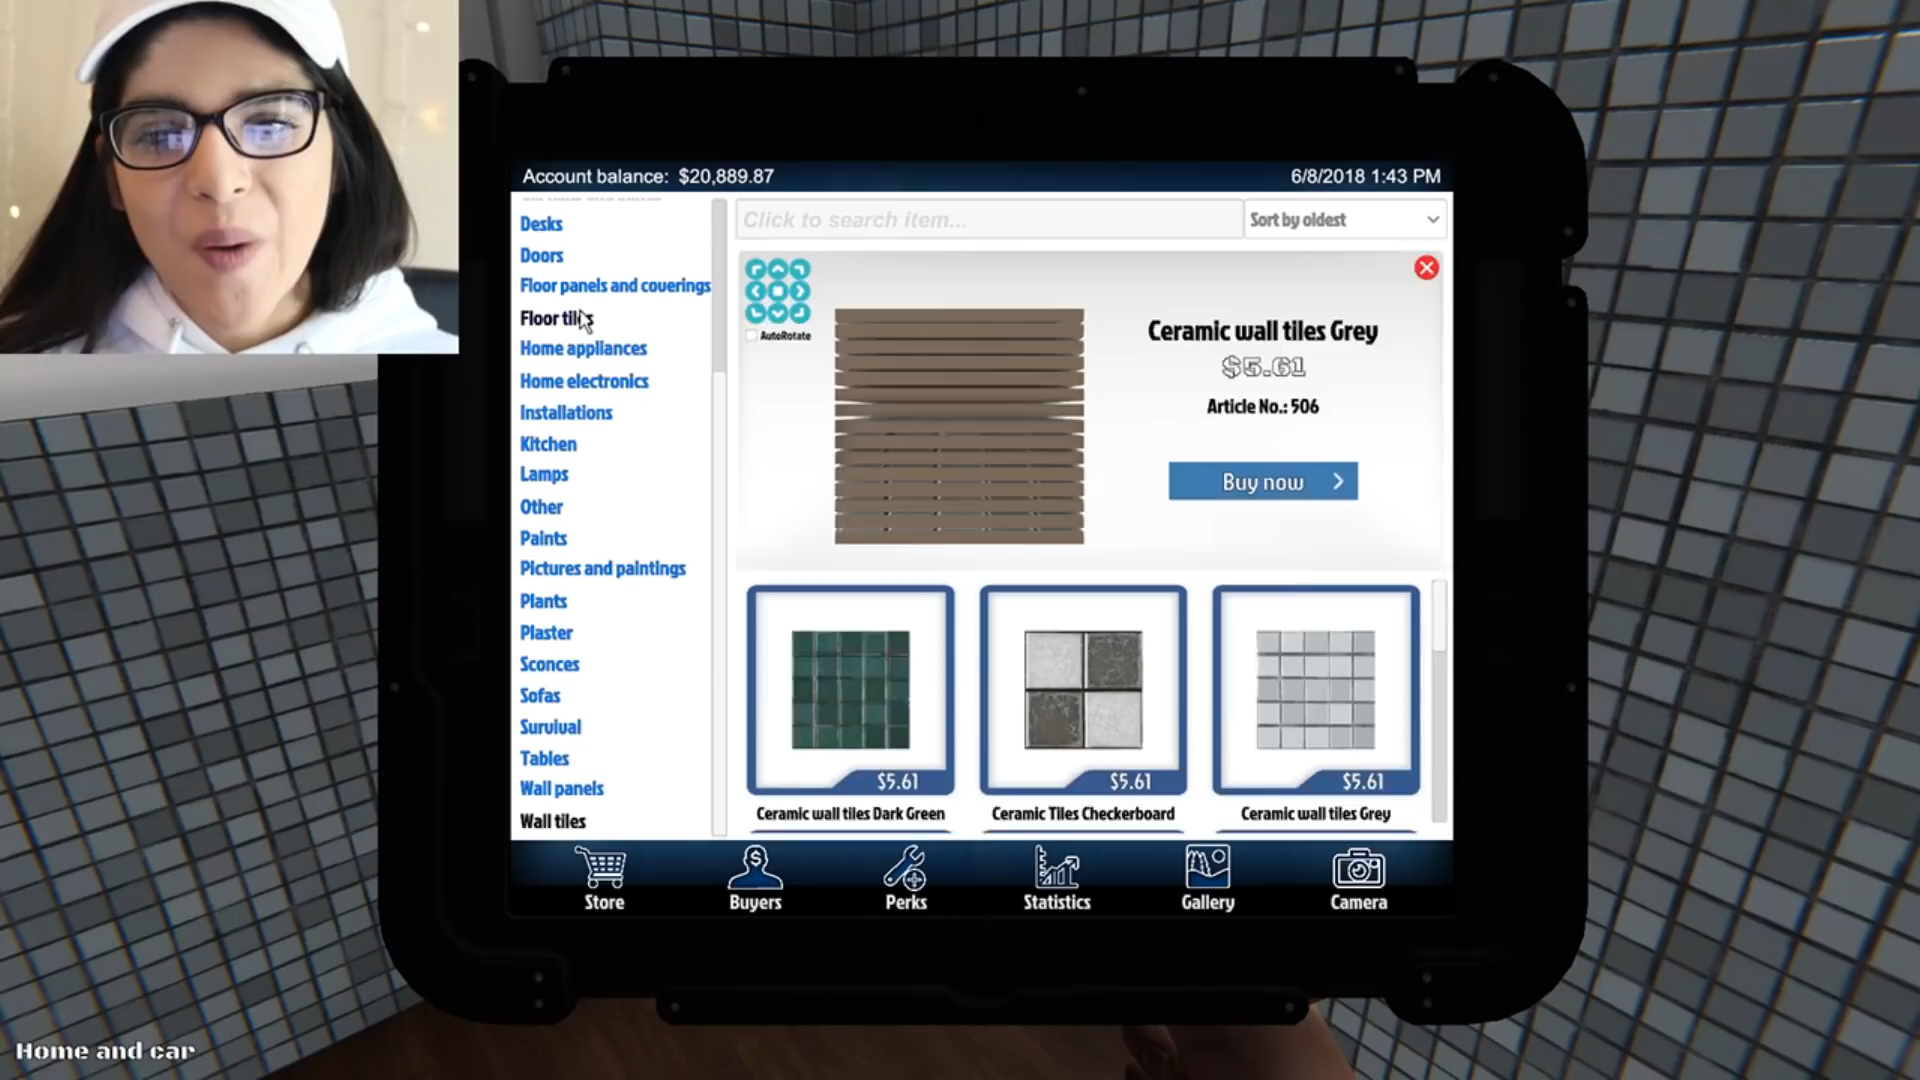 Account balance: $20,889.87
6/8/2018 1:43 PM
Desks
Doors
Floor panels and coverings
Floor tiles
Home appliances
Home electronics
Installations
Kitchen
Lamps
Other
Paints
Pictures and paintings
Plants
Plaster
Sconces
Sofas
Survival
Tables
Wall panels
Wall tiles
Click to search item...
Sort by oldest
AutoRotate
Ceramic wall tiles Grey
$5.61
Article No.: 506
Buy now
$5.61
$5.61
$5.61
Ceramic wall tiles Dark Green
Ceramic Tiles Checkerboard
Ceramic wall tiles Grey
Store
Buyers
Perks
Statistics
Gallery
Camera
Home and car